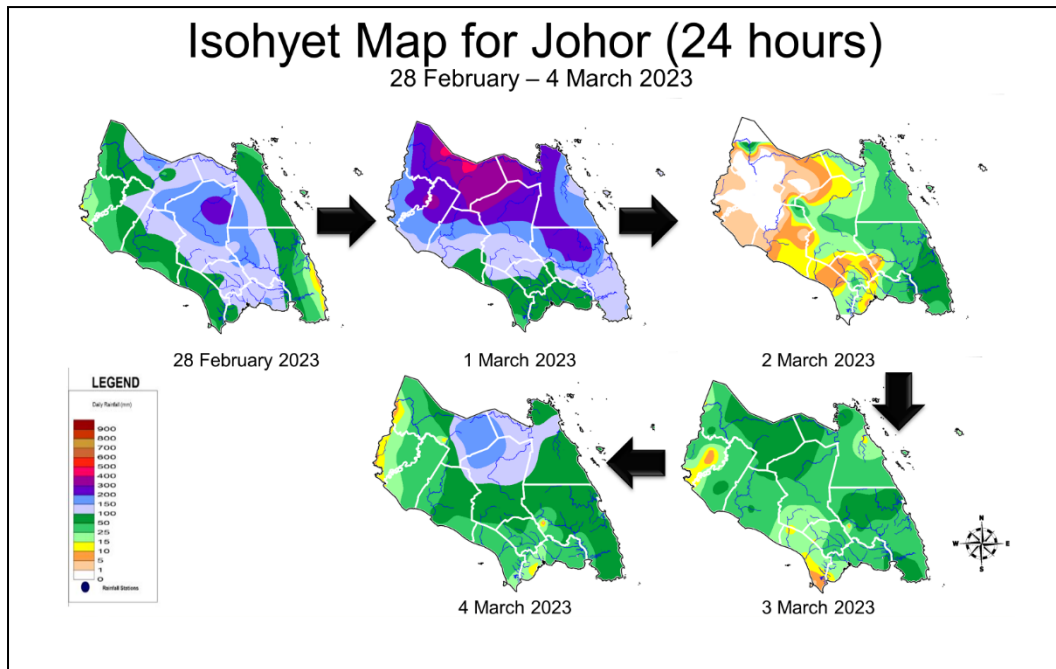 Isohyet Map for Johor (24 hours)
28 February – 4 March 2023
28 February 2023
1 March 2023
2 March 2023
LEGEND
Daily Rainfall (mm)
900
800
700
600
500
400
300
200
150
100
50
25
15
10
5
1
0
Rainfall Stations
4 March 2023
3 March 2023
N
W
E
S